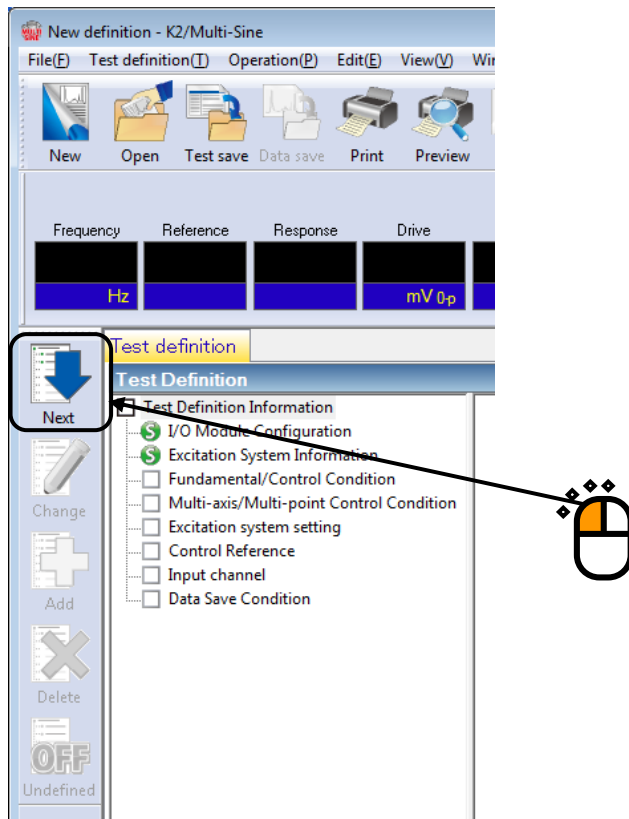 New definition - K2/Multi-Sine
File(F) Test definition(T) Operation(P) Edit(E) View(V)
New Open Test save Data save Print Preview
Frequency Reference Response Drive
Hz mV 0-p
Test definition
Test Definition
Next
Change
Add
Delete
OFF
Undefined
Test Definition Information
S I/O Module Configuration
S Excitation System Information
Fundamental/Control Condition
Multi-axis/Multi-point Control Condition
Excitation system setting
Control Reference
Input channel
Data Save Condition